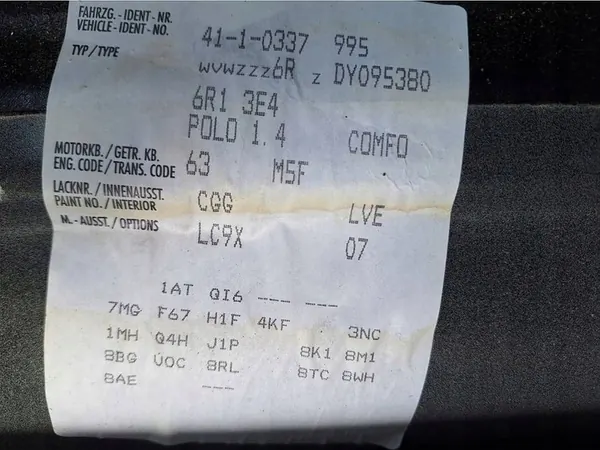 FAHRZG. - IDENT - NR.
VEHICLE - IDENT - NO.
41-1-0337 995
TYP / TYPE
WVWZZZ6R Z DY095380
6R1 3E4
POLO 1.4 COMFO
MOTORKB. / GETR. KB.
ENG. CODE / TRANS. CODE
63 M5F
LACKNR. / INNENAUSST.
PAINT NO. / INTERIOR
CGG LVE
M. - AUSST. / OPTIONS
LC9X 07
1AT QI6 --- ---
7MG F67 H1F 4KF 3NC
1MH Q4H J1P 8K1 8M1
8BG U0C 8RL 8TC 8WH
8AE ---